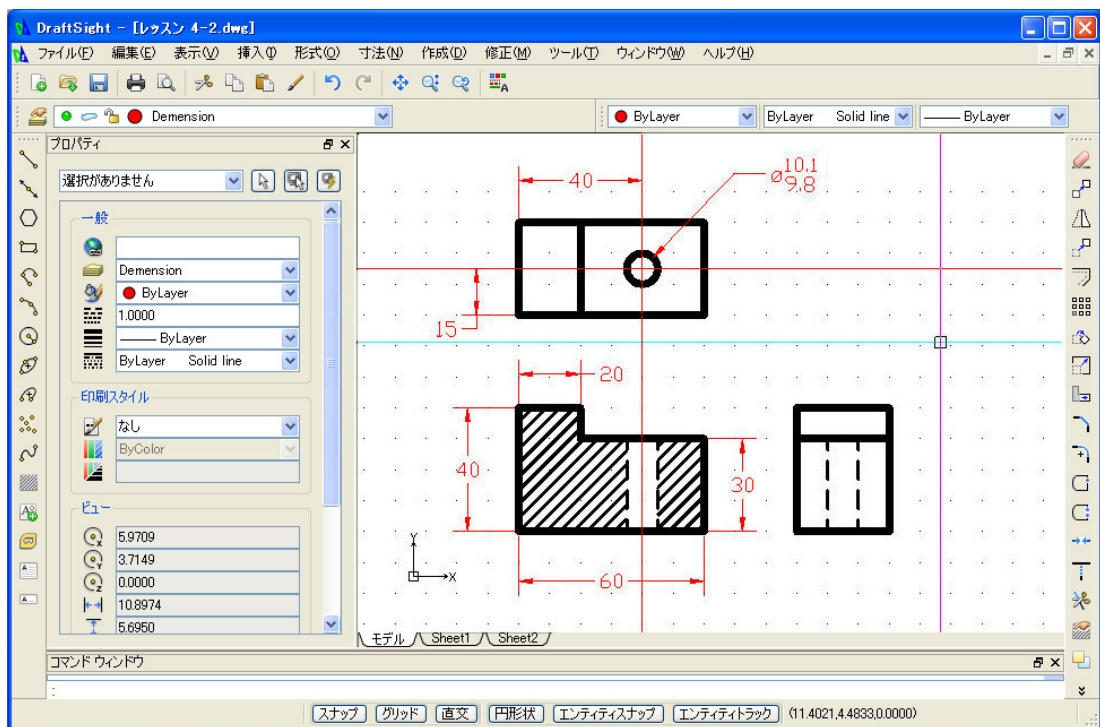 DraftSight - [レッスン 4-2.dwg]
ファイル(F) 編集(E) 表示(V) 挿入(I) 形式(O) 寸法(N) 作成(D) 修正(M) ツール(T) ウィンドウ(W) ヘルプ(H)
Demension ByLayer ByLayer Solid line ByLayer
プロパティ
選択がありません
一般
Demension
ByLayer
1.0000
ByLayer
ByLayer Solid line
印刷スタイル
なし
ByColor
ビュー
5.9709
3.7149
0.0000
10.8974
5.6950
40
ø10.1
9.8
15
20
40
30
60
Y
X
モデル Sheet1 Sheet2
コマンド ウィンドウ
:
スナップ グリッド 直交 円形状 エンティティスナップ エンティティトラック (11.4021,4.4833,0.0000)